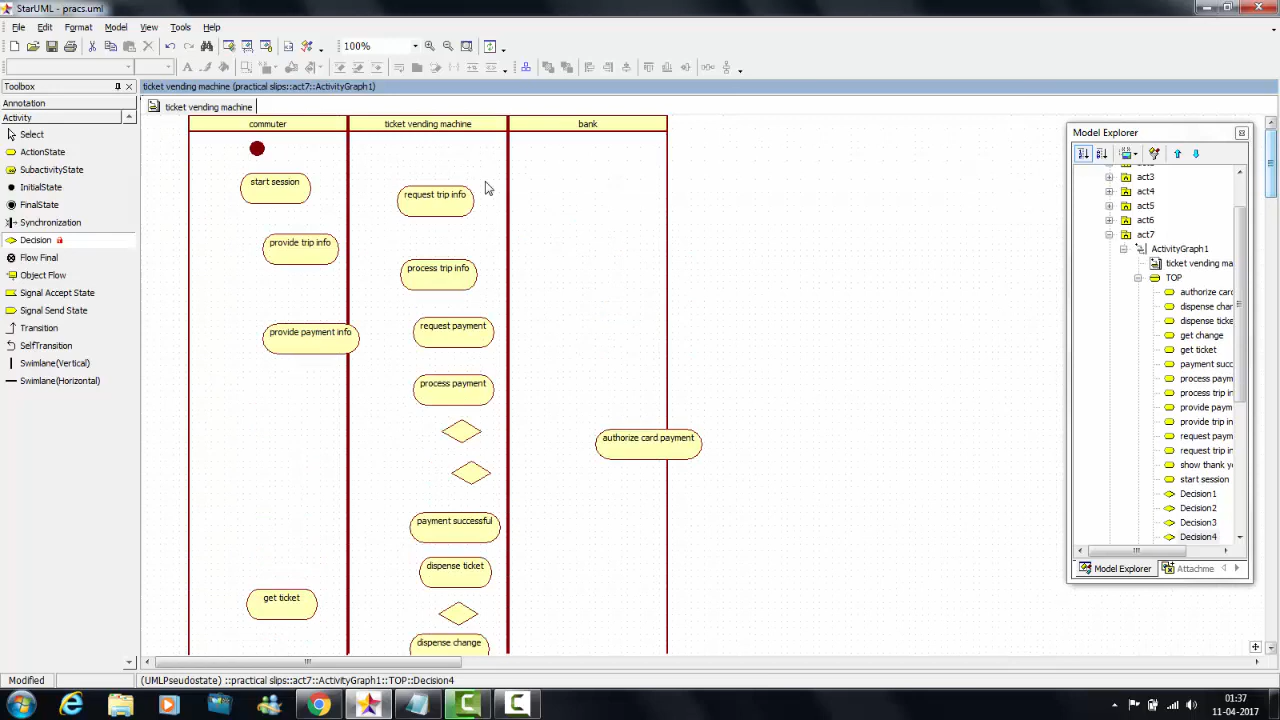 StarUML - pracs.uml
File Edit Format Model View Tools Help
100%
Toolbox
ticket vending machine (practical slips::act7::ActivityGraph1)
Annotation
ticket vending machine
Activity
Select
ActionState
SubactivityState
InitialState
FinalState
Synchronization
Decision
Flow Final
Object Flow
Signal Accept State
Signal Send State
Transition
SelfTransition
Swimlane(Vertical)
Swimlane(Horizontal)
commuter ticket vending machine bank
start session
request trip info
provide trip info
process trip info
request payment
provide payment info
process payment
authorize card payment
payment successful
dispense ticket
get ticket
dispense change
Model Explorer
act3
act4
act5
act6
act7
ActivityGraph1
ticket vending ma
TOP
authorize card
dispense char
dispense ticke
get change
get ticket
payment succ
process paym
process trip in
provide paym
provide trip in
request paym
request trip in
show thank ye
start session
Decision1
Decision2
Decision3
Decision4
Model Explorer Attachme
Modified (UMLPseudostate) ::practical slips::act7::ActivityGraph1::TOP::Decision4
01:37
11-04-2017